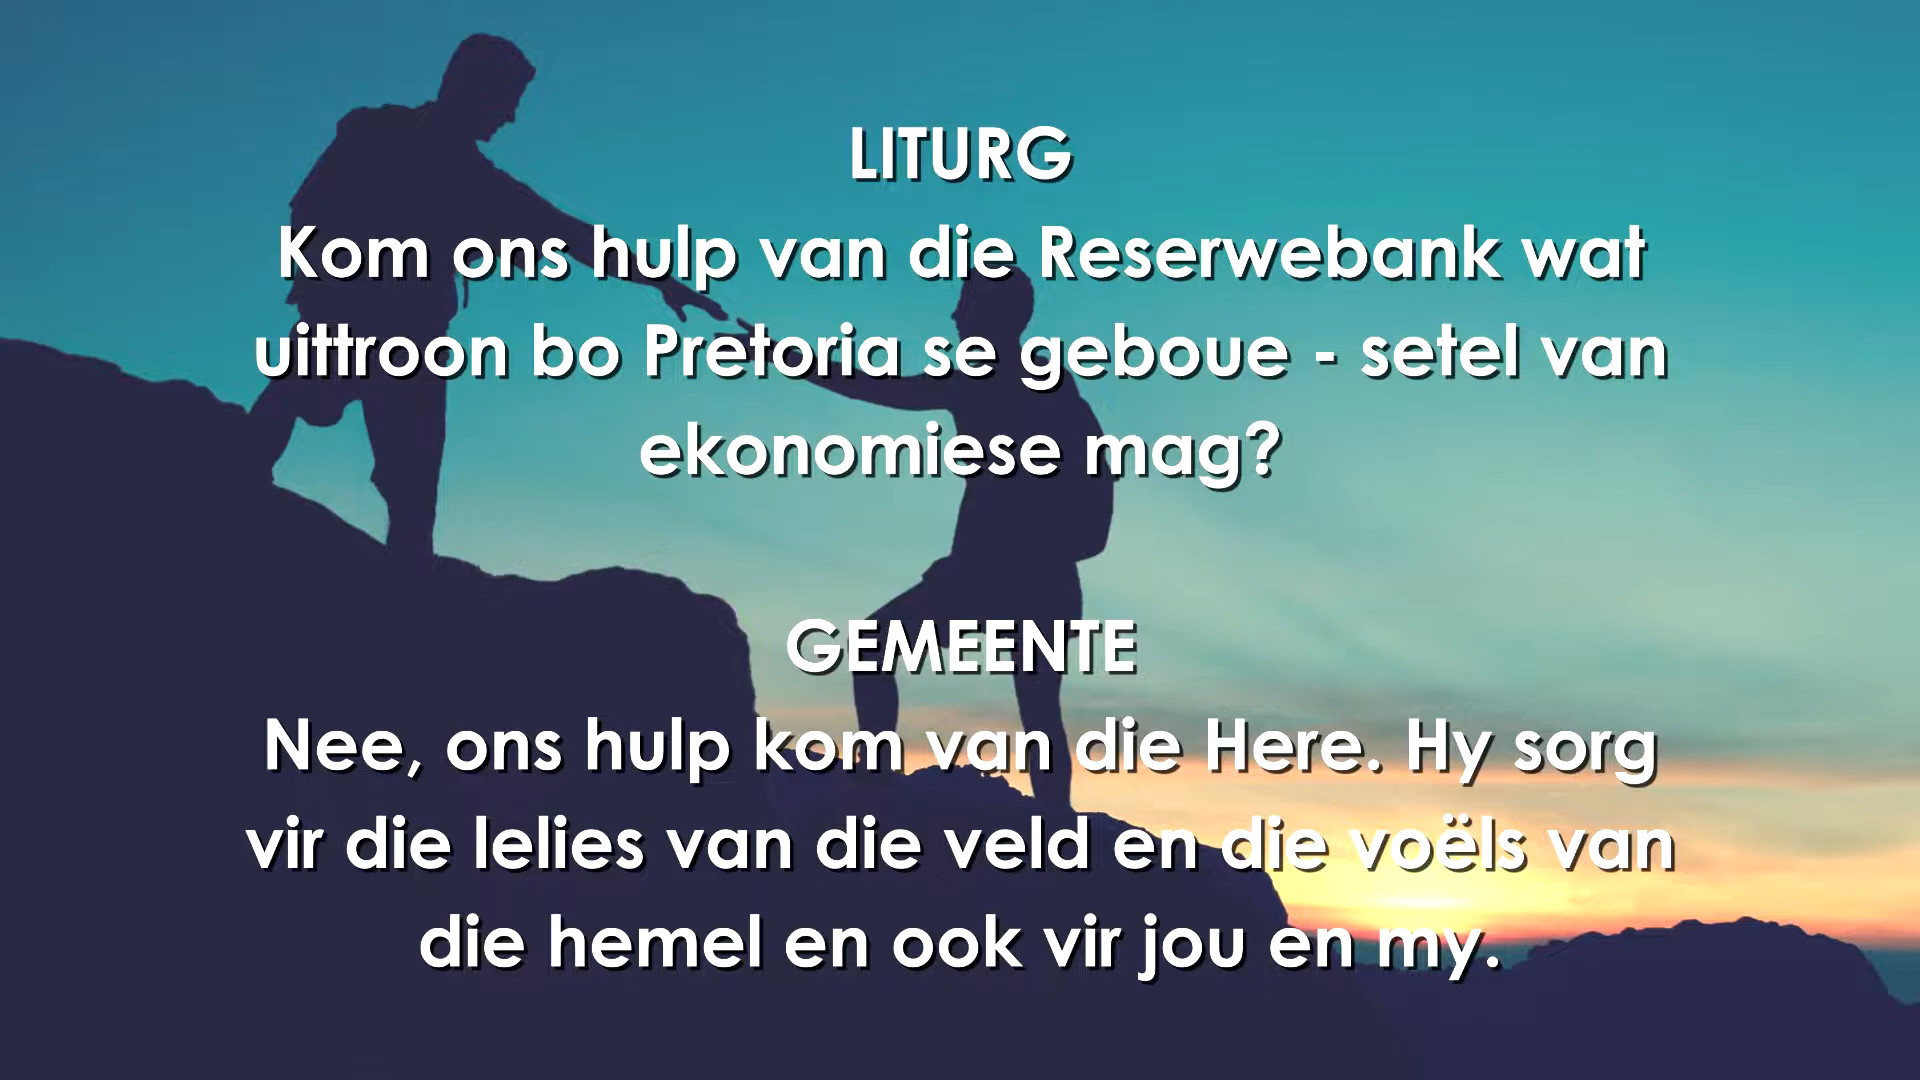 LITURG
Kom ons hulp van die Reserwebank wat
uittroon bo Pretoria se geboue - setel van
ekonomiese mag?
GEMEENTE
Nee, ons hulp kom van die Here. Hy sorg
vir die lelies van die veld en die voëls van
die hemel en ook vir jou en my.